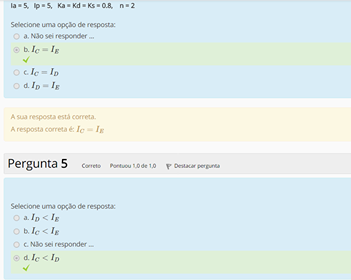 Ia = 5, Ip = 5, Ka = Kd = Ks = 0.8, n = 2
Selecione uma opção de resposta:
a. Não sei responder ...
b. I_C = I_E
c. I_C = I_D
d. I_D = I_E
A sua resposta está correta.
A resposta correta é: I_C = I_E
Pergunta 5 Correto Pontuou 1,0 de 1,0 Destacar pergunta
Selecione uma opção de resposta:
a. I_D < I_E
b. I_C < I_E
c. Não sei responder ...
d. I_C < I_D